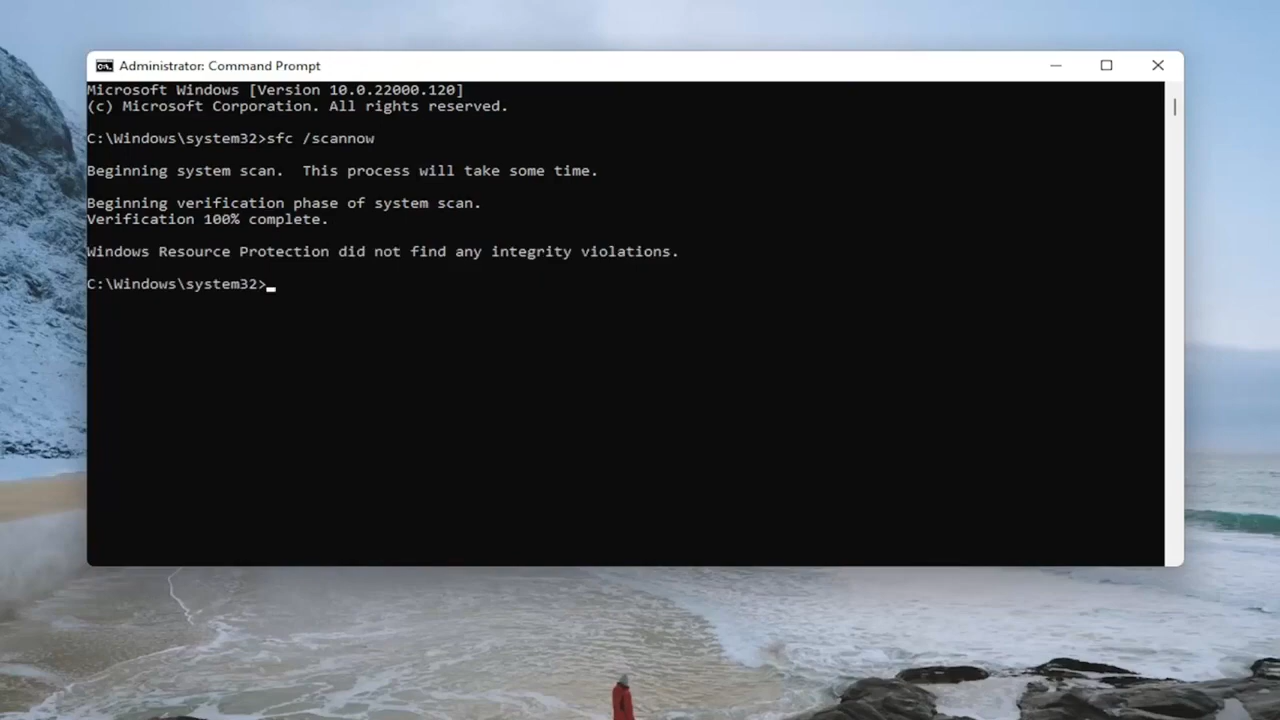 Administrator: Command Prompt
Microsoft Windows [Version 10.0.22000.120]
(c) Microsoft Corporation. All rights reserved.
C:\Windows\system32>sfc /scannow
Beginning system scan.  This process will take some time.
Beginning verification phase of system scan.
Verification 100% complete.
Windows Resource Protection did not find any integrity violations.
C:\Windows\system32>